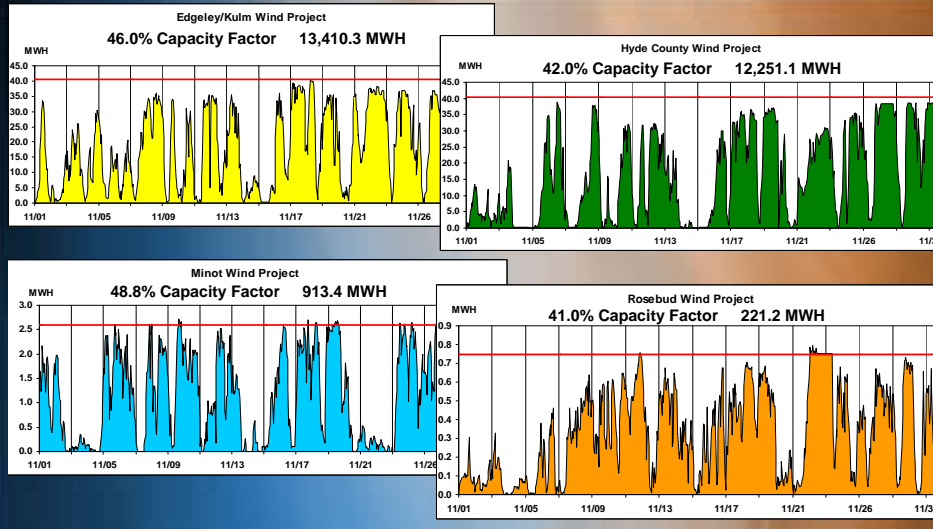 Edgeley/Kulm Wind Project
46.0% Capacity Factor 13,410.3 MWH
MWH
45.0
40.0
35.0
30.0
25.0
20.0
15.0
10.0
5.0
0.0
11/01 11/05 11/09 11/13 11/17 11/21 11/26
Hyde County Wind Project
42.0% Capacity Factor 12,251.1 MWH
MWH
45.0
40.0
35.0
30.0
25.0
20.0
15.0
10.0
5.0
0.0
11/01 11/05 11/09 11/13 11/17 11/21 11/26
Minot Wind Project
48.8% Capacity Factor 913.4 MWH
MWH
3.0
2.5
2.0
1.5
1.0
0.5
0.0
11/01 11/05 11/09 11/13 11/17 11/21 11/26
Rosebud Wind Project
41.0% Capacity Factor 221.2 MWH
MWH
0.9
0.8
0.7
0.6
0.5
0.4
0.3
0.2
0.1
0.0
11/01 11/05 11/09 11/13 11/17 11/21 11/26